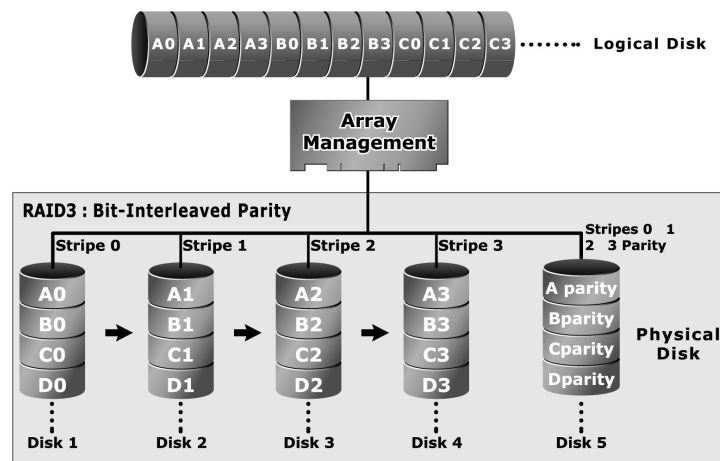 A0 A1 A2 A3 B0 B1 B2 B3 C0 C1 C2 C3 Logical Disk
Array
Management
RAID3 : Bit-Interleaved Parity
Stripe 0 Stripe 1 Stripe 2 Stripe 3
Stripes 0 1
2 3 Parity
A0 A1 A2 A3 A parity
B0 B1 B2 B3 Bparity
C0 C1 C2 C3 Cparity
D0 D1 D2 D3 Dparity
Physical
Disk
Disk 1 Disk 2 Disk 3 Disk 4 Disk 5